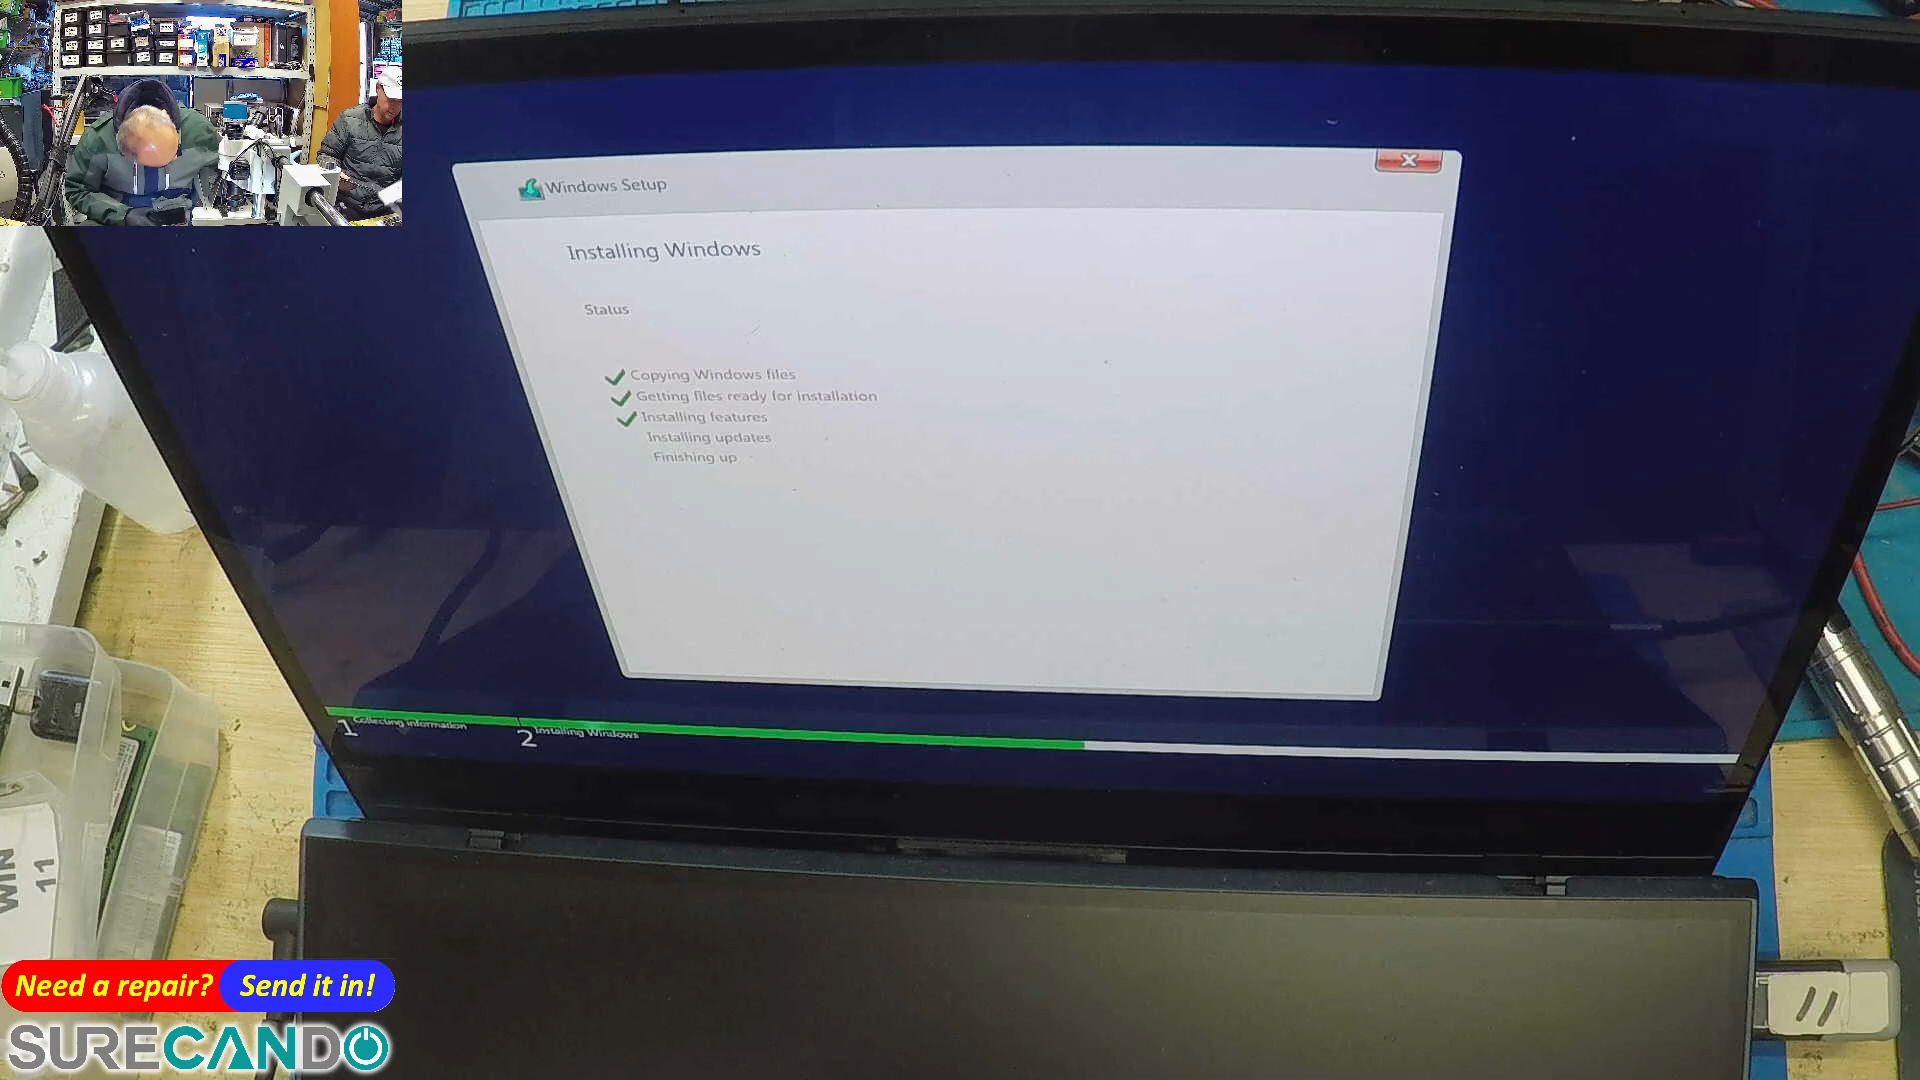 Windows Setup
Installing Windows
Status
Copying Windows files
Getting files ready for installation
Installing features
Installing updates
Finishing up
1 Collecting information
2 Installing Windows
WIN
11
Need a repair? Send it in!
SURECANDO